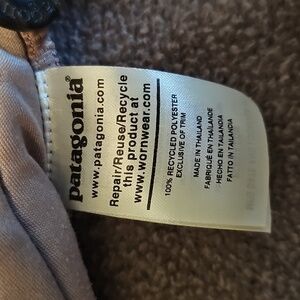 patagonia®
www.patagonia.com
Repair/Reuse/Recycle
this product at
www.wornwear.com
100% RECYCLED POLYESTER
EXCLUSIVE OF TRIM
MADE IN THAILAND
FABRIQUÉ EN THAÏLANDE
HECHO EN TAILANDIA
FATTO IN TAILANDIA